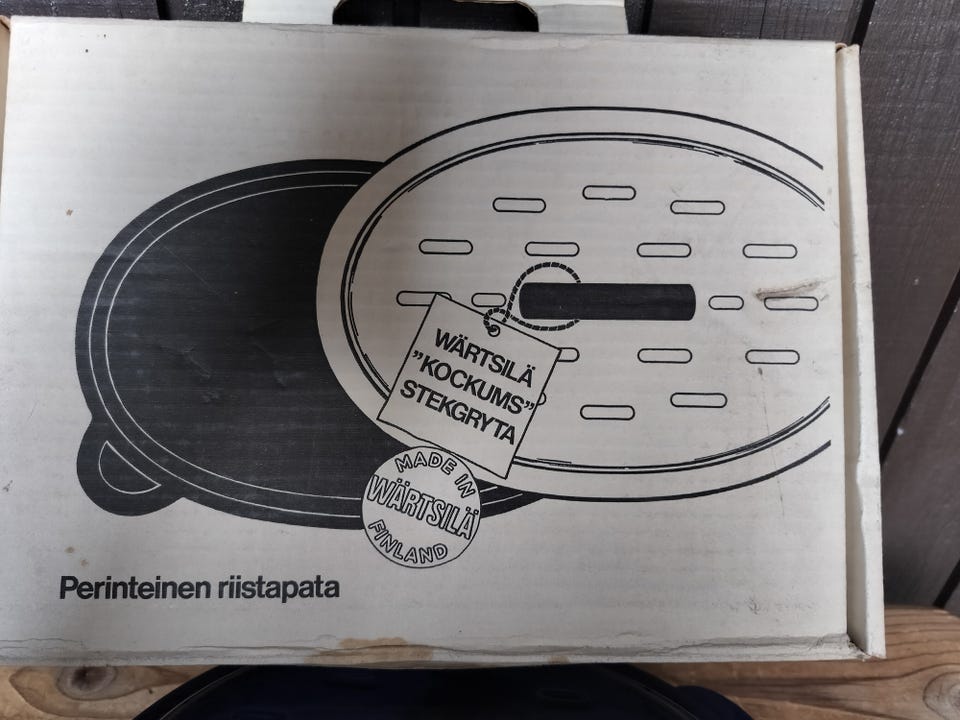 WÄRTSILÄ
”KOCKUMS”
STEKGRYTA
MADE IN
WÄRTSILÄ
FINLAND
Perinteinen riistapata